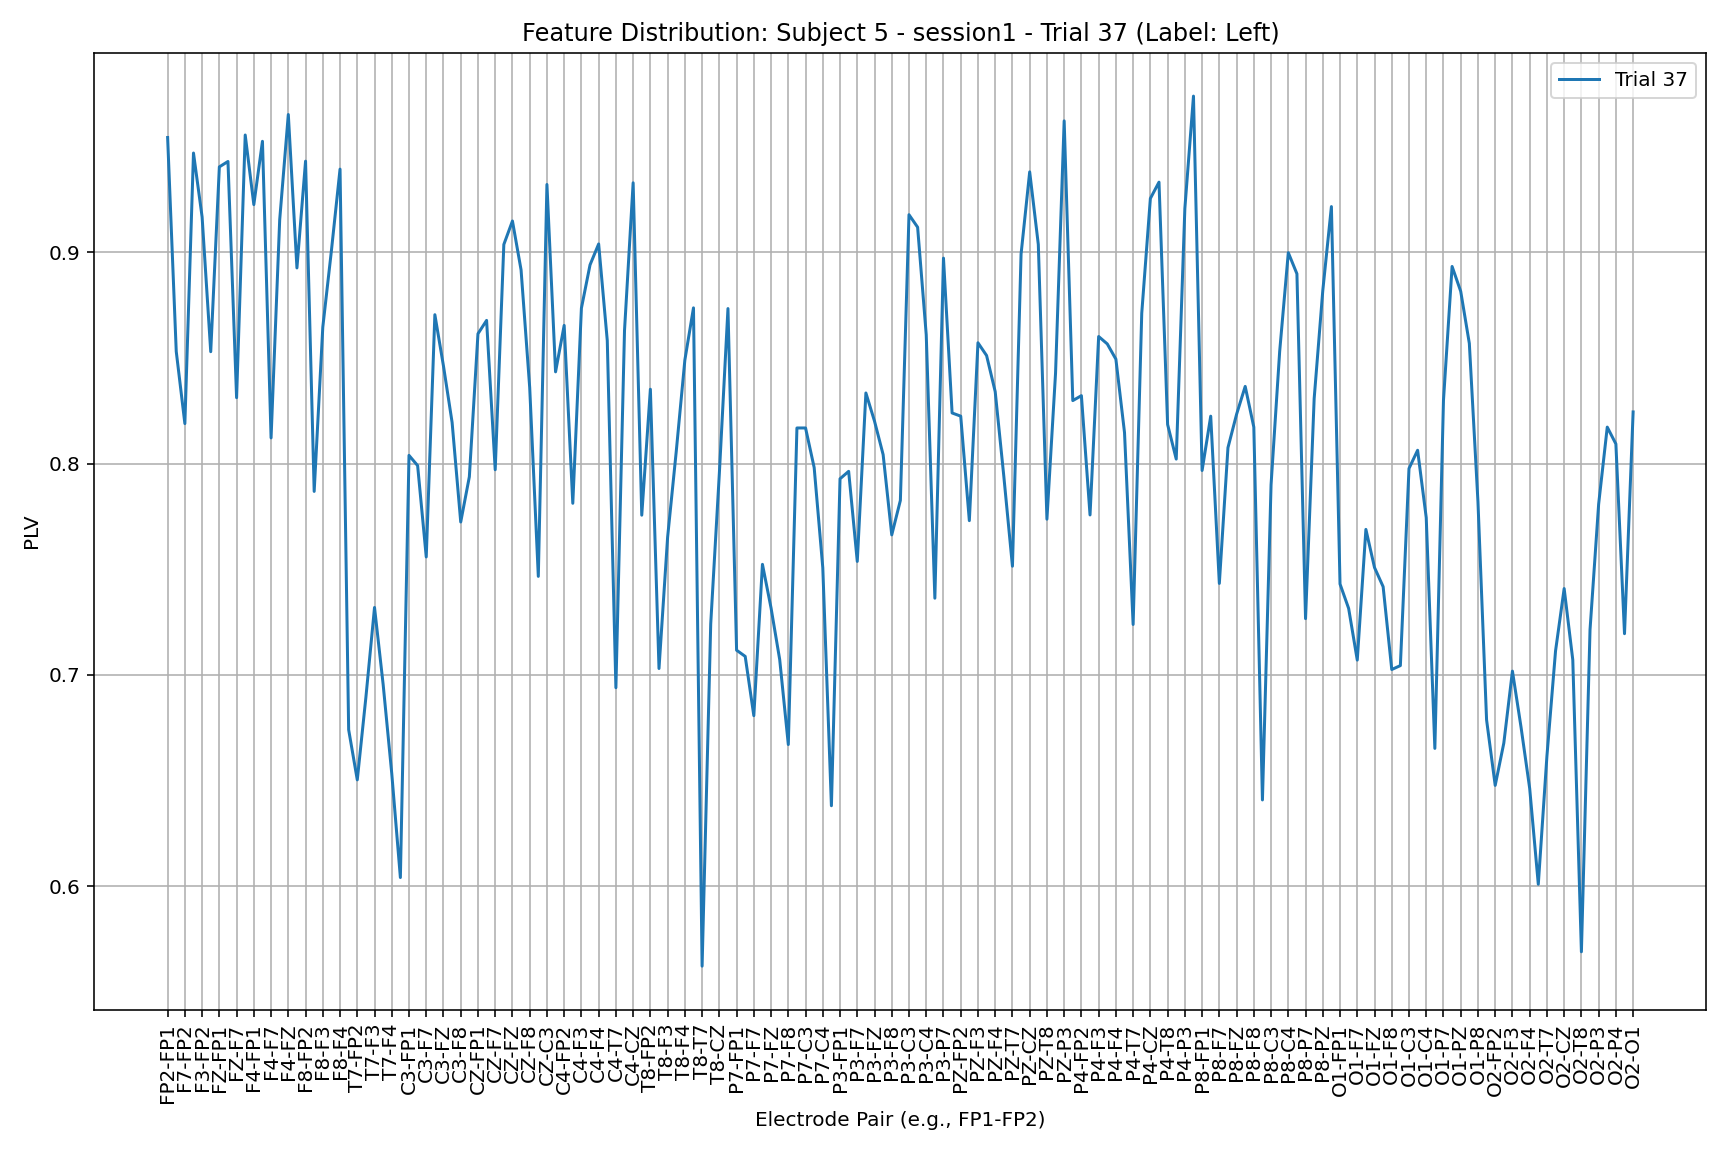 Feature Distribution: Subject 5 - session1 - Trial 37 (Label: Left)
Trial 37
0.9
0.8
0.7
0.6
PLV
FP2-FP1
F7-FP2
F3-FP2
FZ-FP1
FZ-F7
F4-FP1
F4-F7
F4-FZ
F8-FP2
F8-F3
F8-F4
T7-FP2
T7-F3
T7-F4
C3-FP1
C3-F7
C3-FZ
C3-F8
CZ-FP1
CZ-F7
CZ-FZ
CZ-F8
CZ-C3
C4-FP2
C4-F3
C4-F4
C4-T7
C4-CZ
T8-FP2
T8-F3
T8-F4
T8-T7
T8-CZ
P7-FP1
P7-F7
P7-FZ
P7-F8
P7-C3
P7-C4
P3-FP1
P3-F7
P3-FZ
P3-F8
P3-C3
P3-C4
P3-P7
PZ-FP2
PZ-F3
PZ-F4
PZ-T7
PZ-CZ
PZ-T8
PZ-P3
P4-FP2
P4-F3
P4-F4
P4-T7
P4-CZ
P4-T8
P4-P3
P8-FP1
P8-F7
P8-FZ
P8-F8
P8-C3
P8-C4
P8-P7
P8-PZ
O1-FP1
O1-F7
O1-FZ
O1-F8
O1-C3
O1-C4
O1-P7
O1-PZ
O1-P8
O2-FP2
O2-F3
O2-F4
O2-T7
O2-CZ
O2-T8
O2-P3
O2-P4
O2-O1
Electrode Pair (e.g., FP1-FP2)